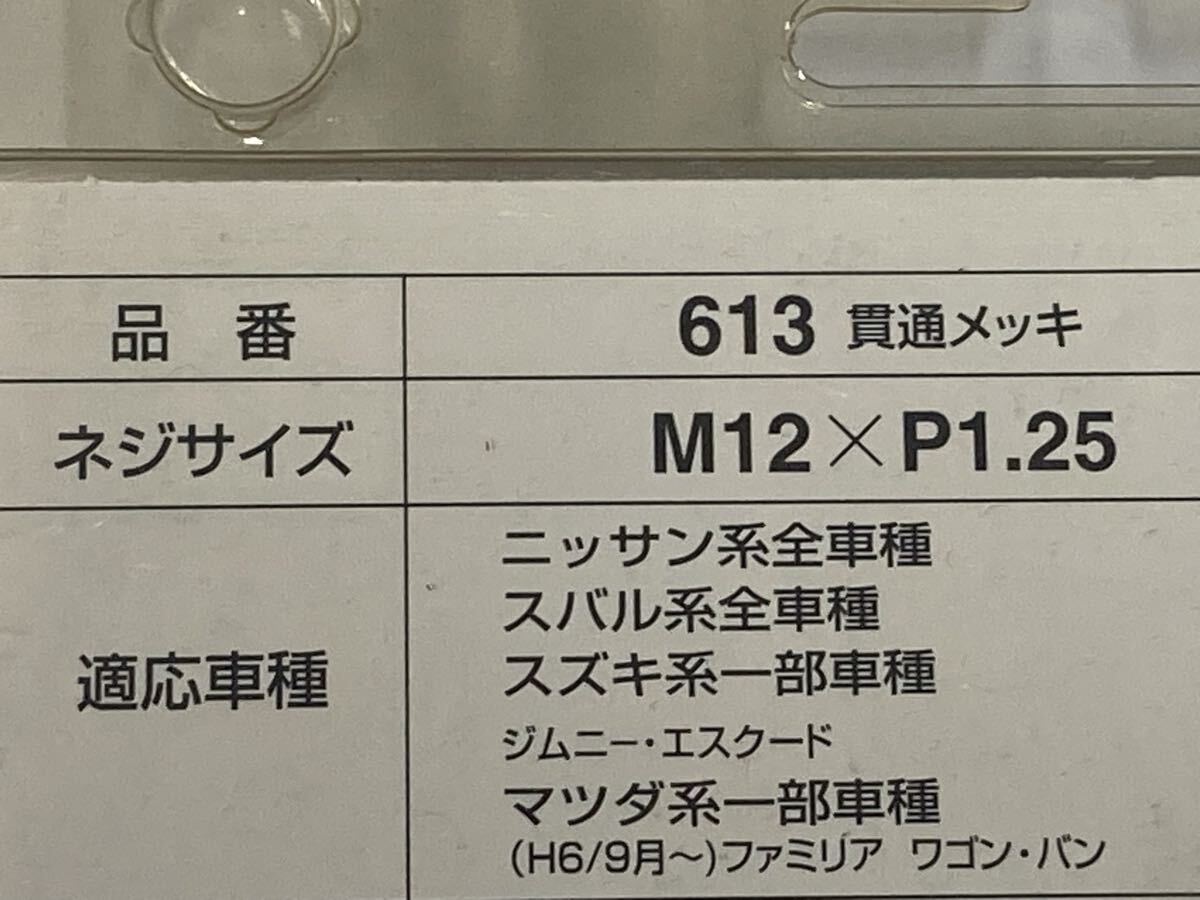 品 番
613 貫通メッキ
ネジサイズ
M12×P1.25
適応車種
ニッサン系全車種
スバル系全車種
スズキ系一部車種
ジムニー・エスクード
マツダ系一部車種
(H6/9月〜)ファミリア ワゴン・バン